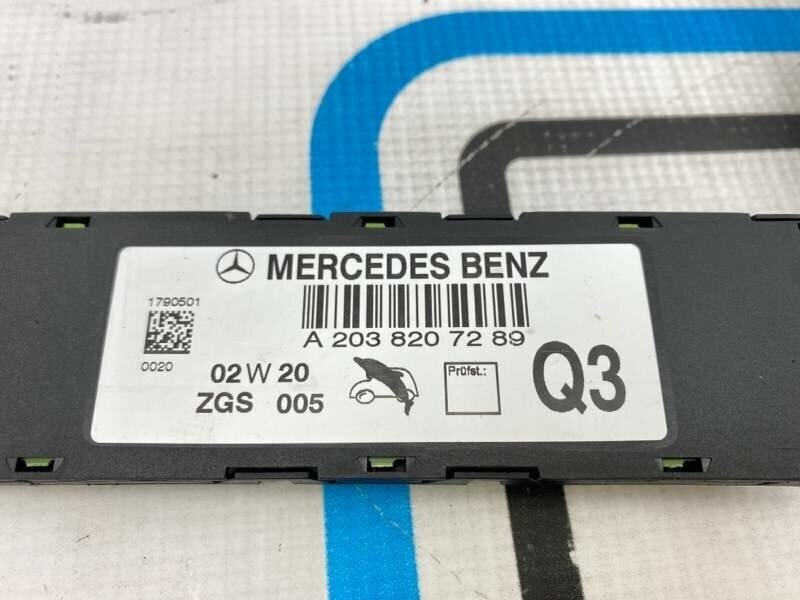 MERCEDES BENZ
A 203 820 72 89
1790501
0020
02 W 20
ZGS 005
Prüfst.:
Q3